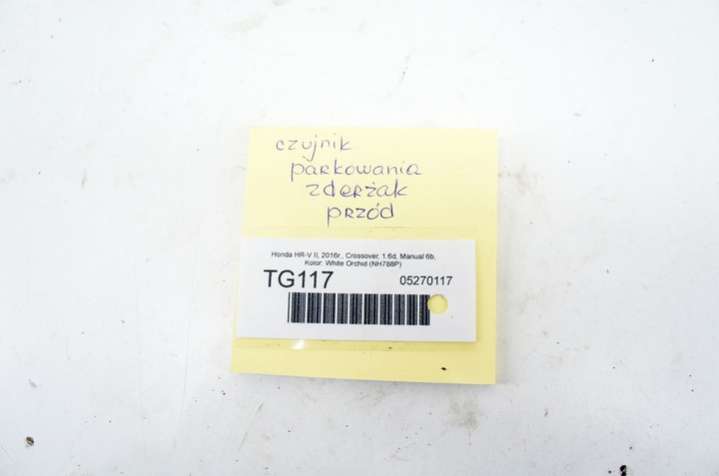 czujnik
parkowania
zderżak
przód
Honda HR-V II, 2016r., Crossover, 1.6d, Manual 6b,
Kolor: White Orchid (NH788P)
TG117 05270117